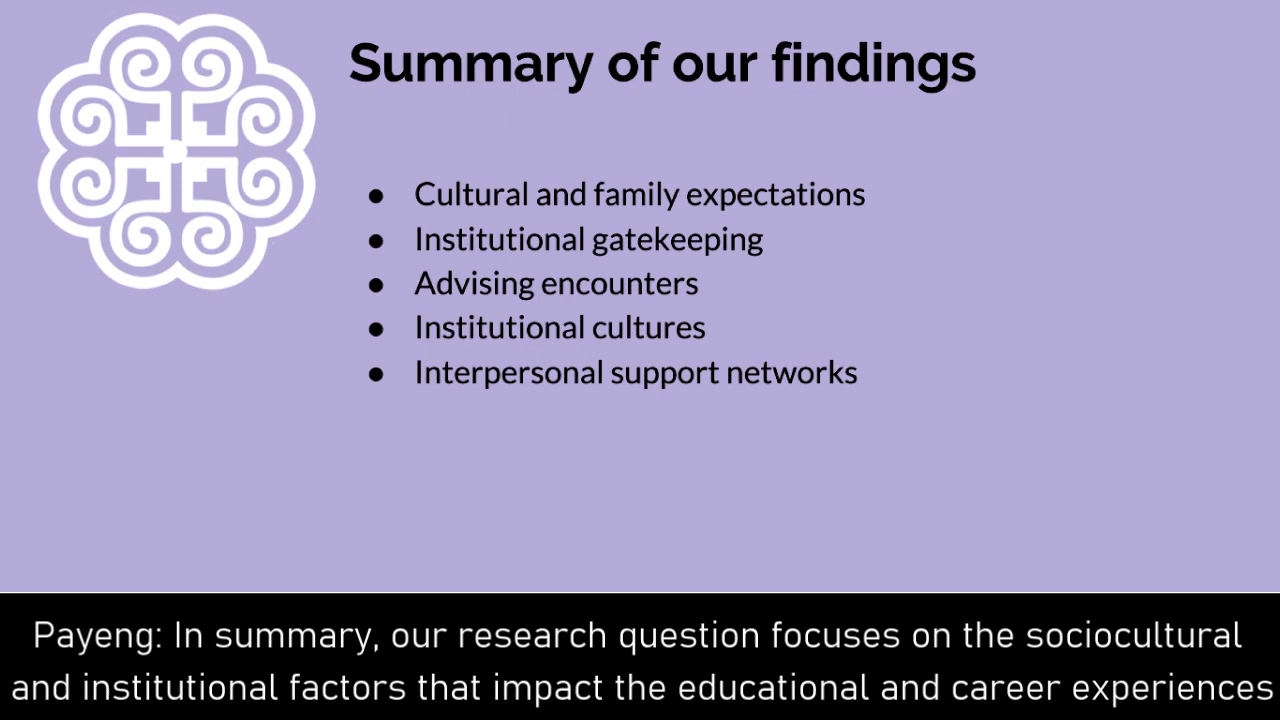 Summary of our findings
● Cultural and family expectations
● Institutional gatekeeping
● Advising encounters
● Institutional cultures
● Interpersonal support networks
Payeng: In summary, our research question focuses on the sociocultural
and institutional factors that impact the educational and career experiences